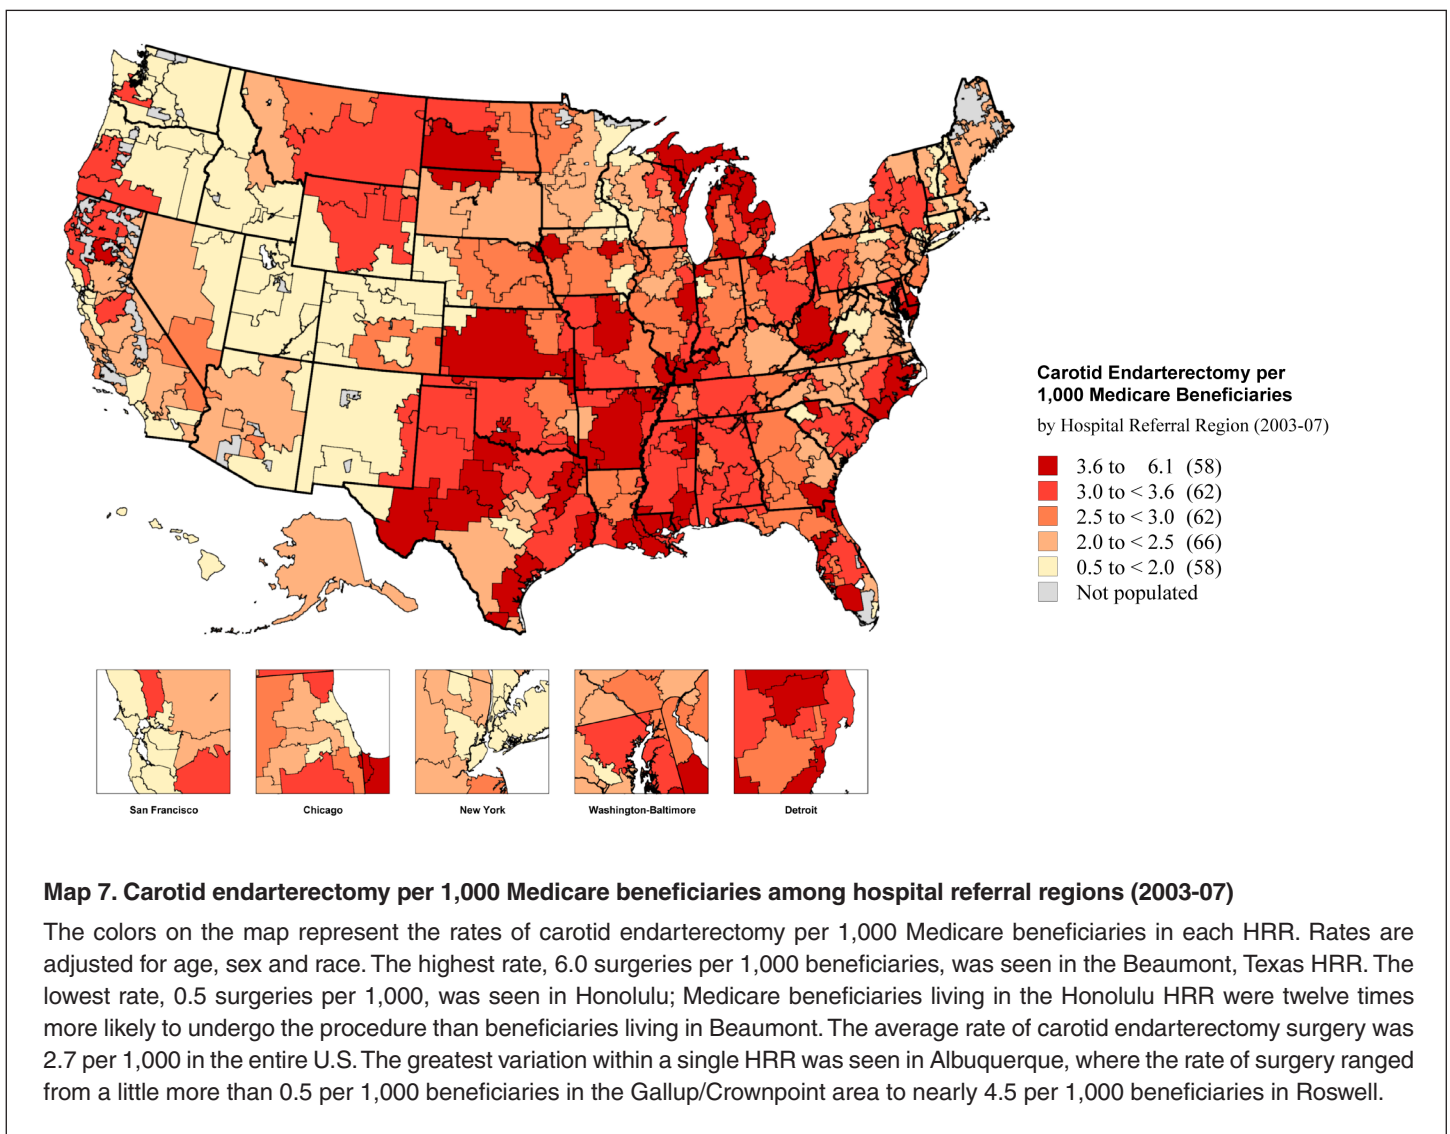 Carotid Endarterectomy per
1,000 Medicare Beneficiaries
by Hospital Referral Region (2003-07)
3.6 to 6.1 (58)
3.0 to < 3.6 (62)
2.5 to < 3.0 (62)
2.0 to < 2.5 (66)
0.5 to < 2.0 (58)
Not populated
San Francisco
Chicago
New York
Washington-Baltimore
Detroit
Map 7. Carotid endarterectomy per 1,000 Medicare beneficiaries among hospital referral regions (2003-07)
The colors on the map represent the rates of carotid endarterectomy per 1,000 Medicare beneficiaries in each HRR. Rates are
adjusted for age, sex and race. The highest rate, 6.0 surgeries per 1,000 beneficiaries, was seen in the Beaumont, Texas HRR. The
lowest rate, 0.5 surgeries per 1,000, was seen in Honolulu; Medicare beneficiaries living in the Honolulu HRR were twelve times
more likely to undergo the procedure than beneficiaries living in Beaumont. The average rate of carotid endarterectomy surgery was
2.7 per 1,000 in the entire U.S. The greatest variation within a single HRR was seen in Albuquerque, where the rate of surgery ranged
from a little more than 0.5 per 1,000 beneficiaries in the Gallup/Crownpoint area to nearly 4.5 per 1,000 beneficiaries in Roswell.